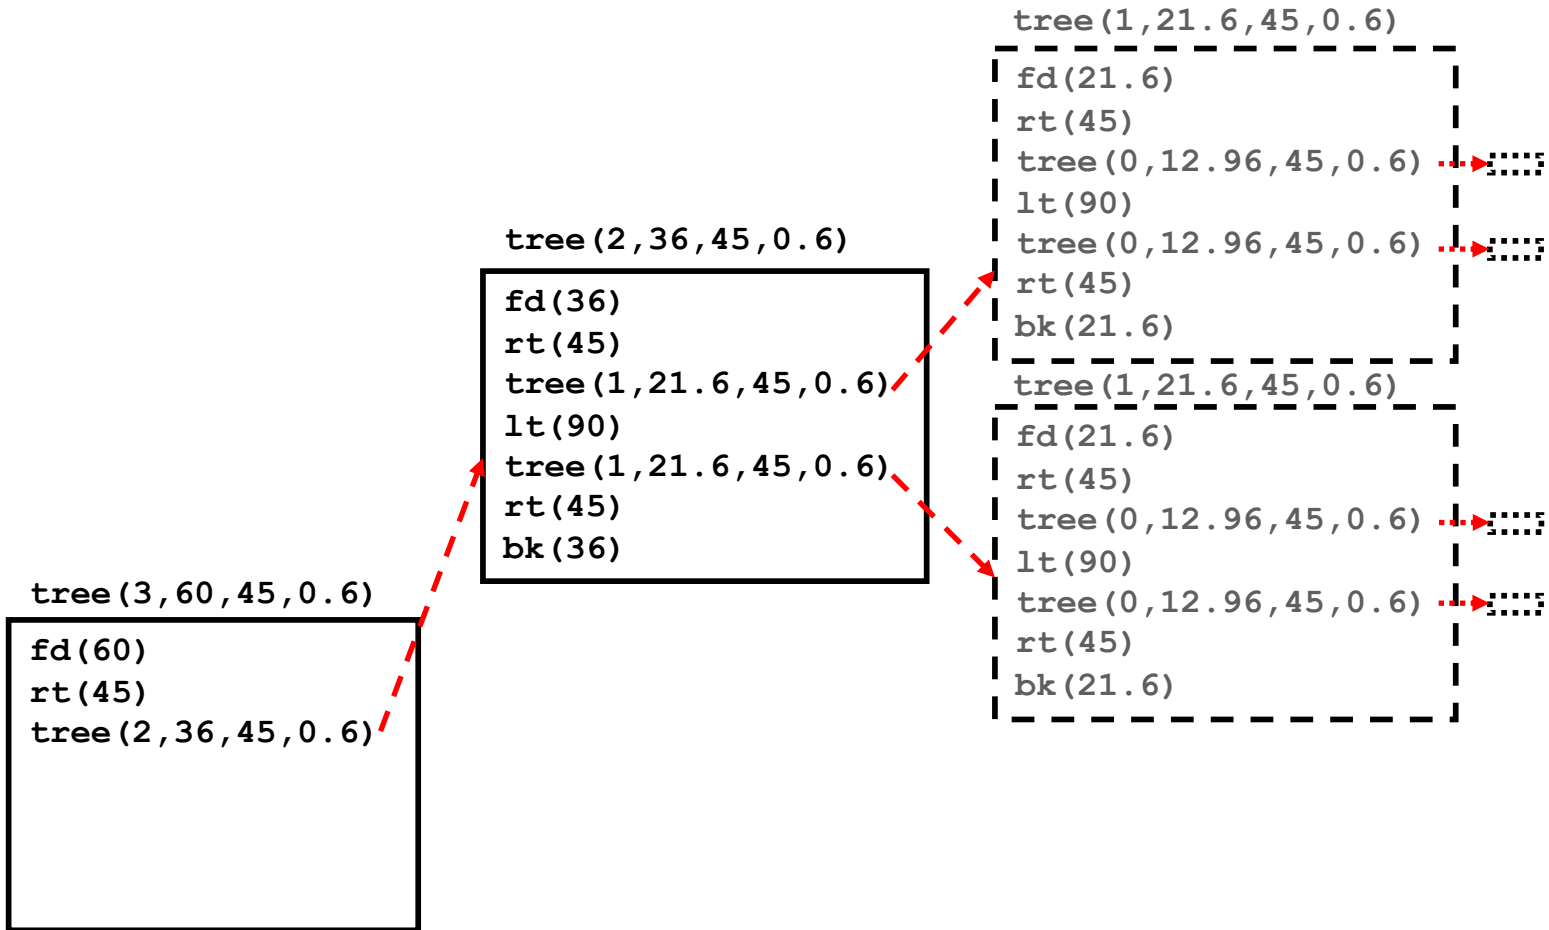 tree(3,60,45,0.6)
fd(60)
rt(45)
tree(2,36,45,0.6)
tree(2,36,45,0.6)
fd(36)
rt(45)
tree(1,21.6,45,0.6)
lt(90)
tree(1,21.6,45,0.6)
rt(45)
bk(36)
tree(1,21.6,45,0.6)
fd(21.6)
rt(45)
tree(0,12.96,45,0.6)
lt(90)
tree(0,12.96,45,0.6)
rt(45)
bk(21.6)
tree(1,21.6,45,0.6)
fd(21.6)
rt(45)
tree(0,12.96,45,0.6)
lt(90)
tree(0,12.96,45,0.6)
rt(45)
bk(21.6)